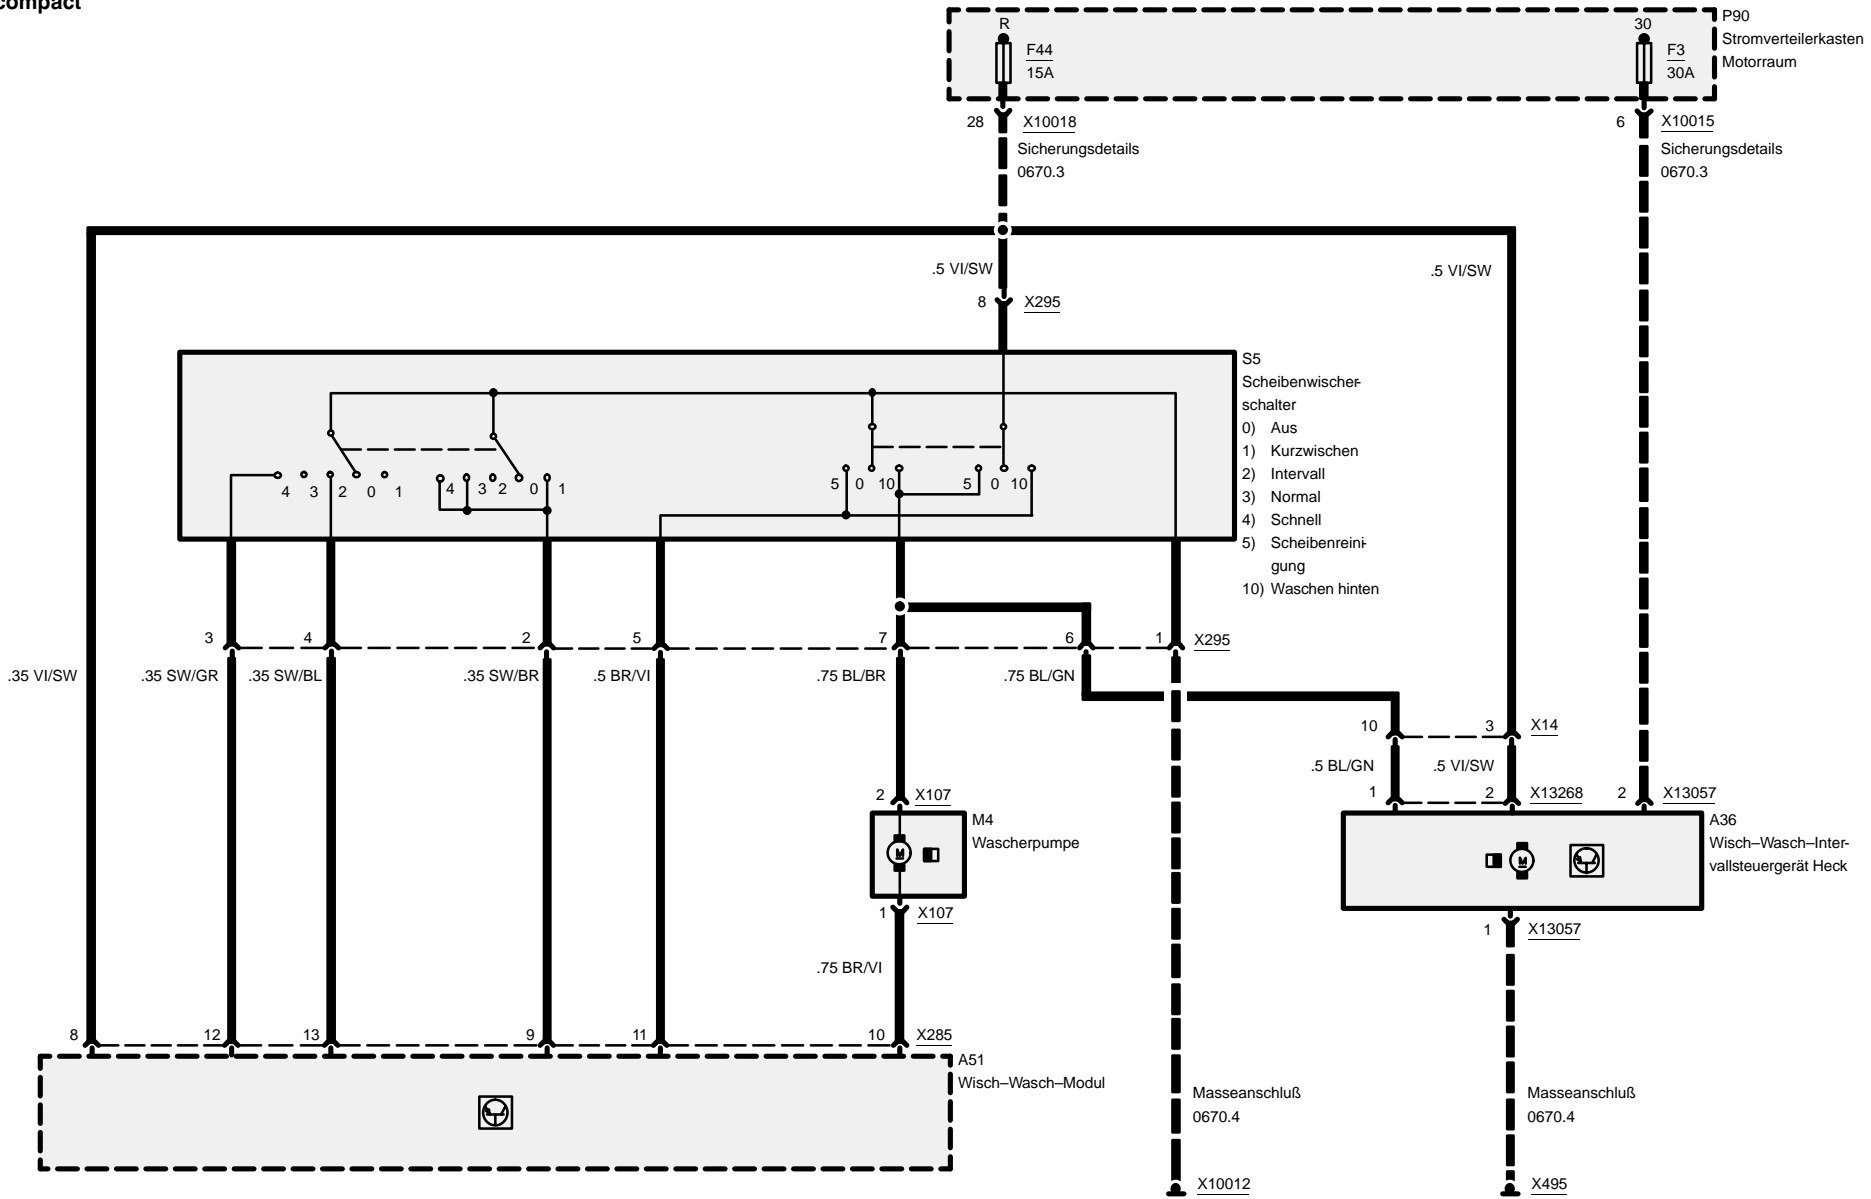 compact
P90
Stromverteilerkasten
Motorraum
R
F44
15A
30
F3
30A
28 X10018
Sicherungsdetails
0670.3
6 X10015
Sicherungsdetails
0670.3
.5 VI/SW
.5 VI/SW
8 X295
S5
Scheibenwischer-
schalter
0) Aus
1) Kurzwischen
2) Intervall
3) Normal
4) Schnell
5) Scheibenreini-
gung
10) Waschen hinten
4 3 2 0 1
4 3 2 0 1
5 0 10
5 0 10
3 4 2 5 7 6 1 X295
.35 VI/SW .35 SW/GR .35 SW/BL .35 SW/BR .5 BR/VI .75 BL/BR .75 BL/GN
10 3 X14
.5 BL/GN .5 VI/SW
1 2 X13268
2 X13057
2 X107
M4
Wascherpumpe
M
1 X107
.75 BR/VI
A36
Wisch–Wasch–Inter-
vallsteuergerät Heck
M
1 X13057
8 12 13 9 11 10 X285
A51
Wisch–Wasch–Modul
Masseanschluß
0670.4
Masseanschluß
0670.4
X10012
X495